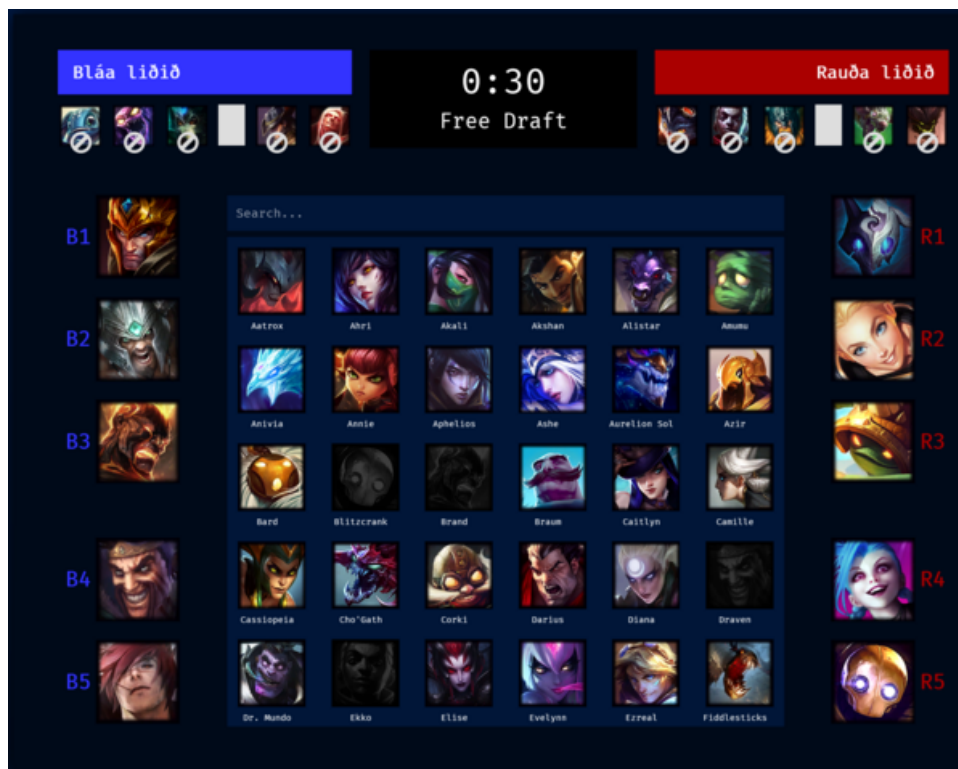 Bláa liðið
0:30
Free Draft
Rauða liðið
Search...
B1
R1
Aatrox Ahri Akali Akshan Alistar Amumu
B2
R2
Anivia Annie Aphelios Ashe Aurelion Sol Azir
B3
R3
Bard Blitzcrank Brand Braum Caitlyn Camille
B4
R4
Cassiopeia Cho'Gath Corki Darius Diana Draven
B5
R5
Dr. Mundo Ekko Elise Evelynn Ezreal Fiddlesticks